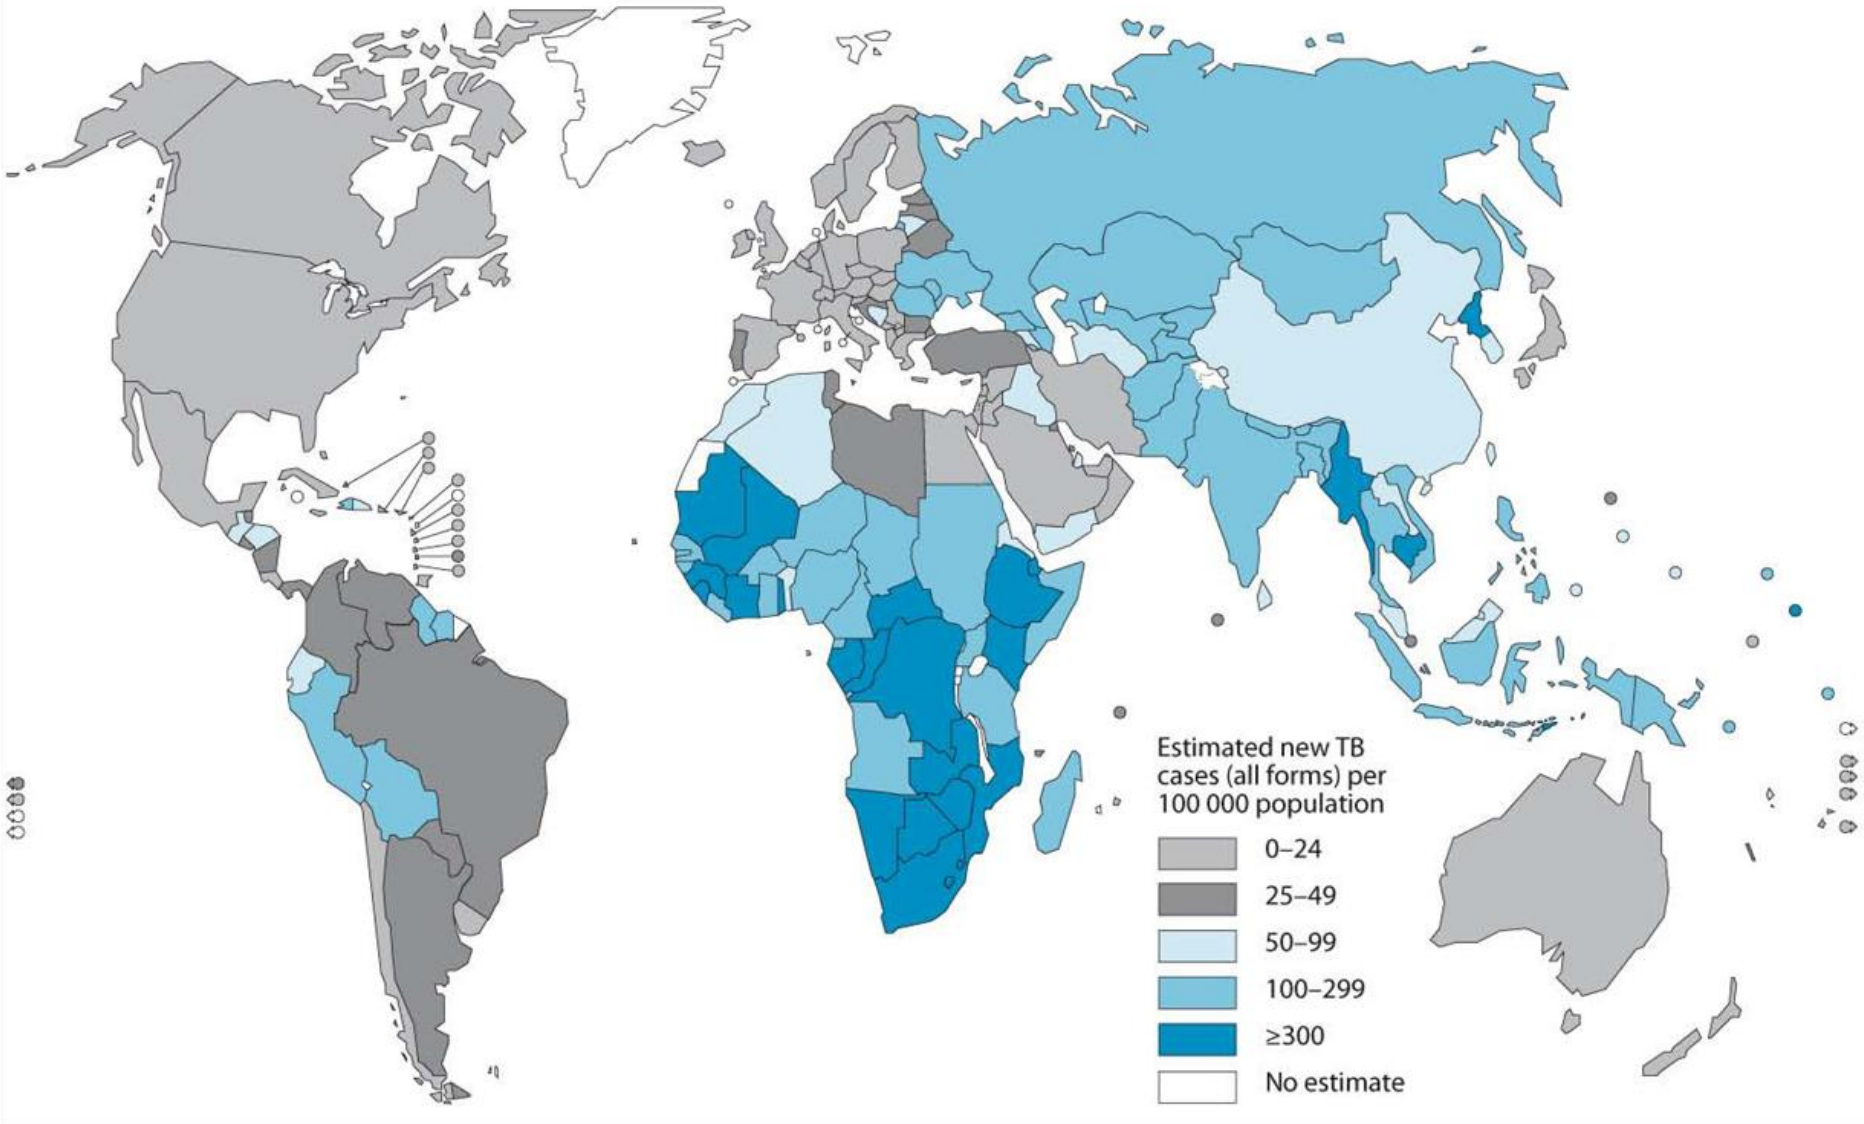 Estimated new TB
cases (all forms) per
100 000 population
0–24
25–49
50–99
100–299
≥300
No estimate